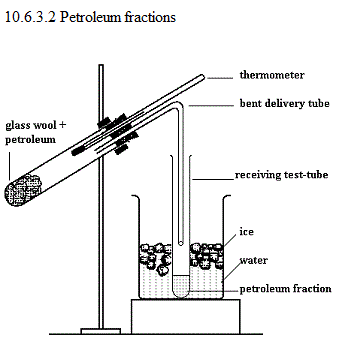 10.6.3.2 Petroleum fractions
thermometer
bent delivery tube
glass wool +
petroleum
receiving test-tube
ice
water
petroleum fraction